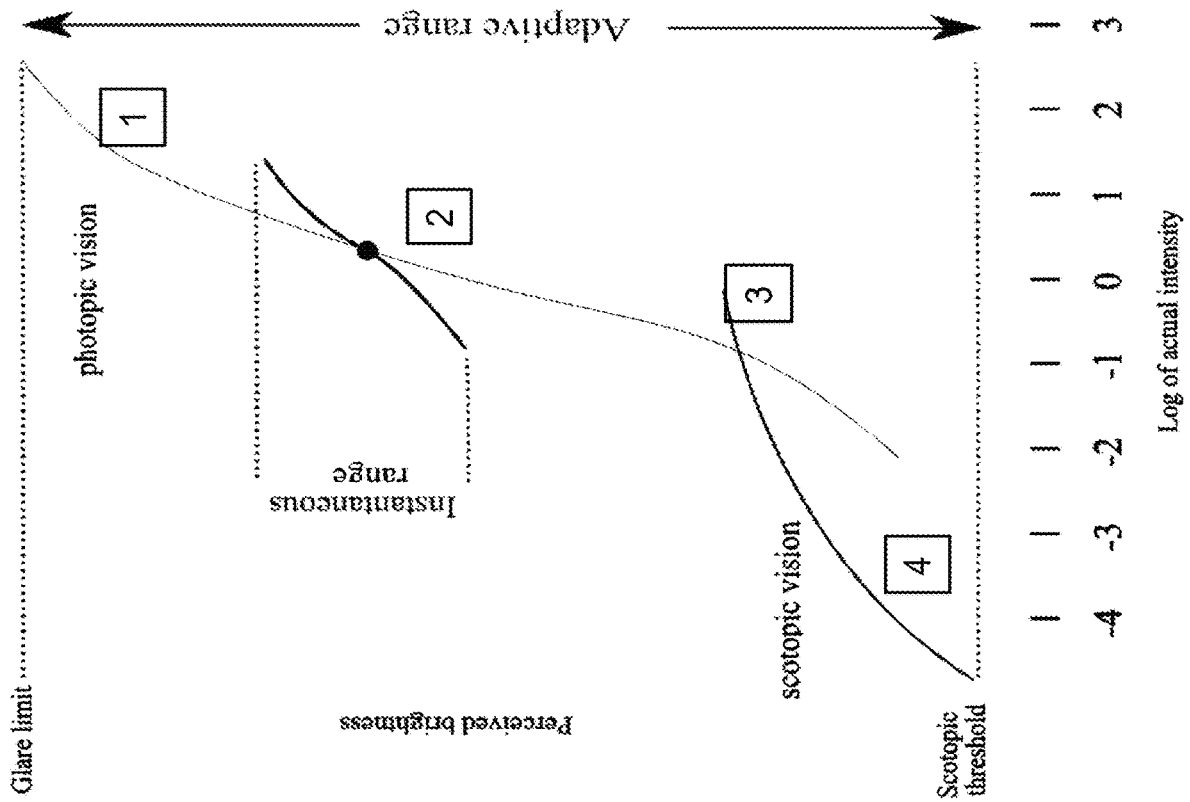 Glare limit
Adaptive range
1
photopic vision
2
Instantaneous
range
3
scotopic vision
4
Perceived brightness
Scotopic
threshold
-4
-3
-2
-1
0
1
2
3
Log of actual intensity